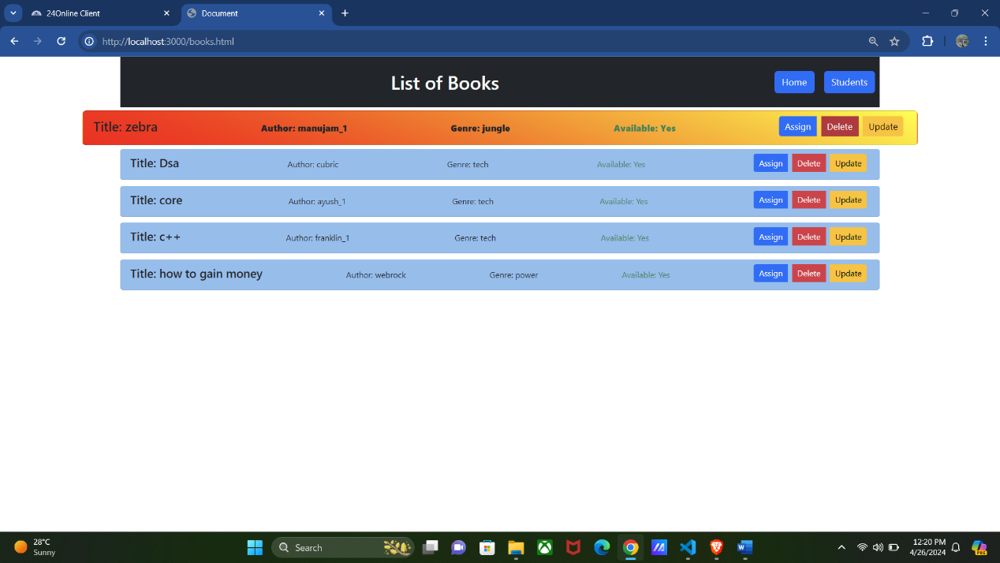 24Online Client
Document
http://localhost:3000/books.html
List of Books
Home
Students
Title: zebra Author: manujam_1 Genre: jungle Available: Yes Assign Delete Update
Title: Dsa Author: cubric Genre: tech Available: Yes Assign Delete Update
Title: core Author: ayush_1 Genre: tech Available: Yes Assign Delete Update
Title: c++ Author: franklin_1 Genre: tech Available: Yes Assign Delete Update
Title: how to gain money Author: webrock Genre: power Available: Yes Assign Delete Update
28°C
Sunny
Search
12:20 PM
4/26/2024
PRE